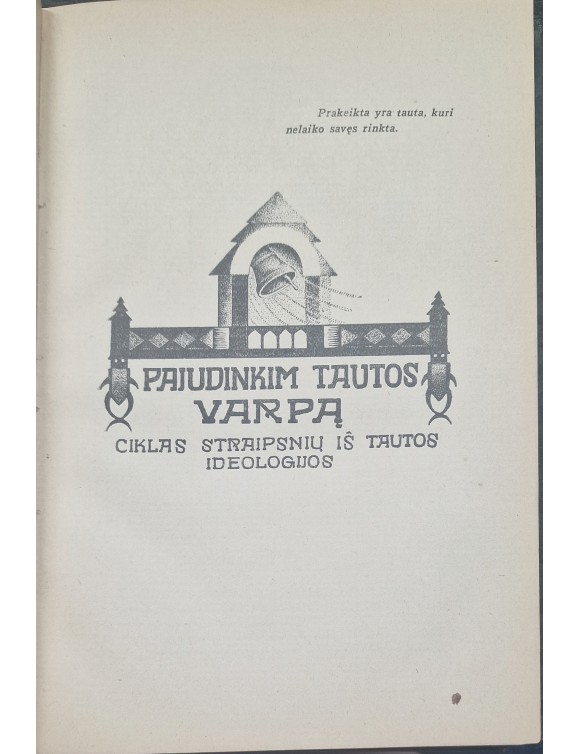 Prakeikta yra tauta, kuri
nelaiko savęs rinkta.
PAJUDINKIM TAUTOS
VARPĄ
CIKLAS STRAIPSNIŲ IŠ TAUTOS
IDEOLOGIJOS